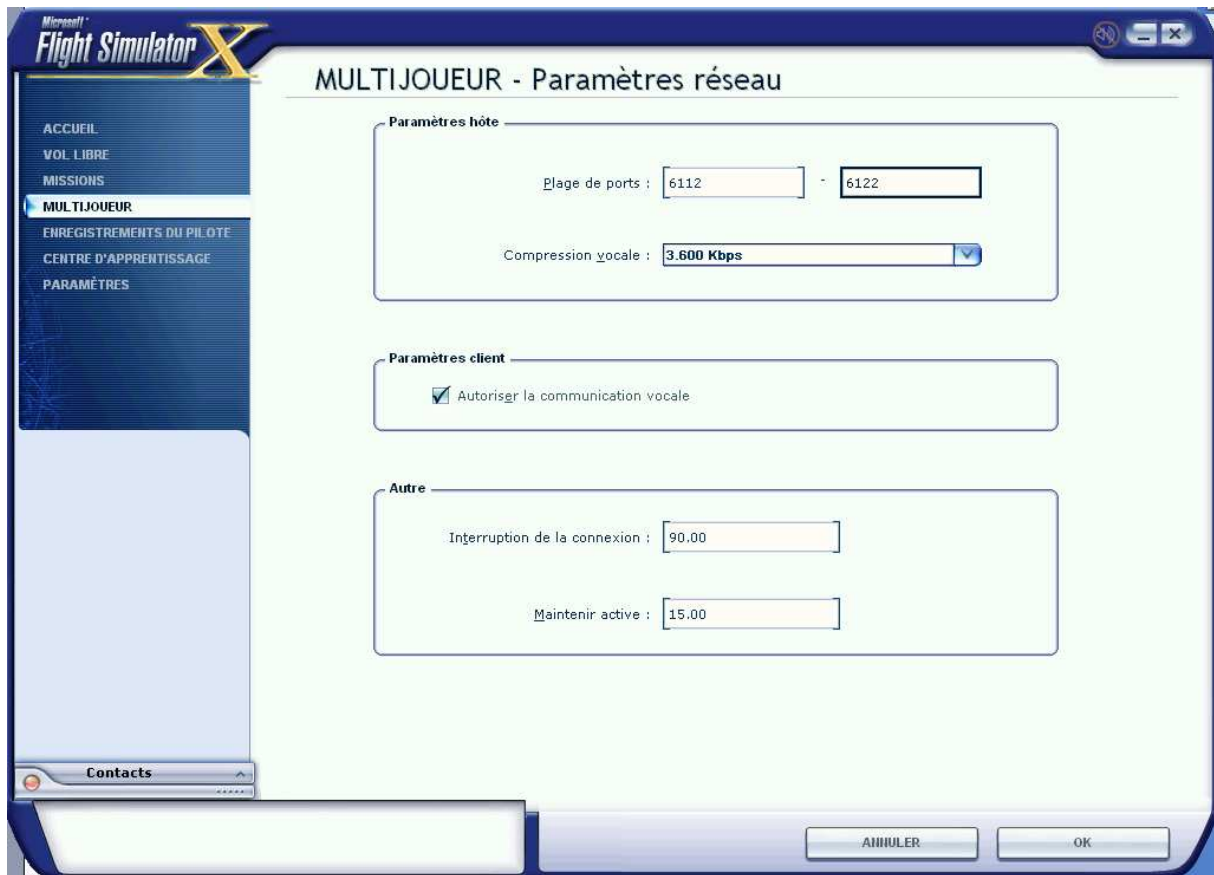 Microsoft
Flight Simulator X
MULTIJOUEUR - Paramètres réseau
ACCUEIL
VOL LIBRE
MISSIONS
MULTIJOUEUR
ENREGISTREMENTS DU PILOTE
CENTRE D'APPRENTISSAGE
PARAMÈTRES
Paramètres hôte
Plage de ports : 6112 - 6122
Compression vocale : 3.600 Kbps
Paramètres client
Autoriser la communication vocale
Autre
Interruption de la connexion : 90.00
Maintenir active : 15.00
Contacts
ANNULER OK